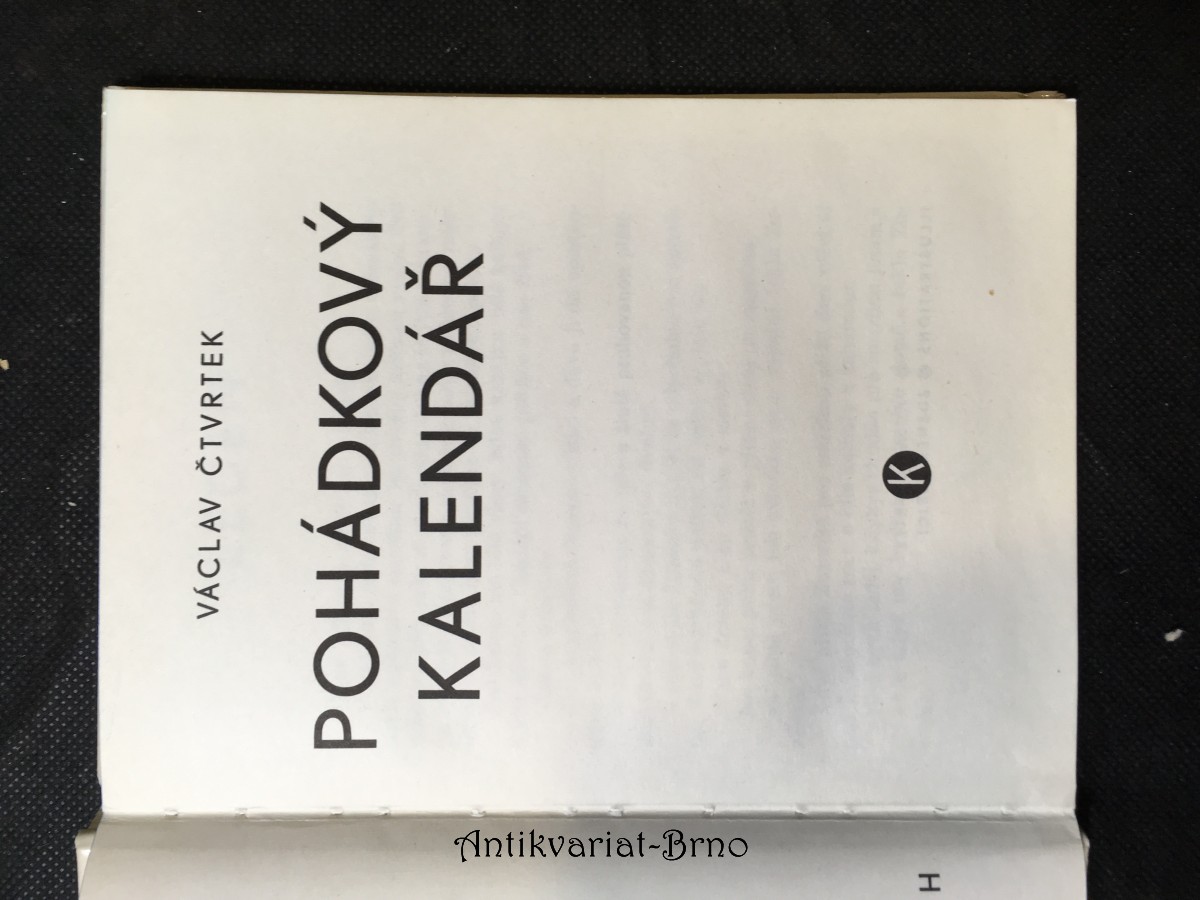 VÁCLAV ČTVRTEK
POHÁDKOVÝ
KALENDÁŘ
K
H
Antikvariat-Brno